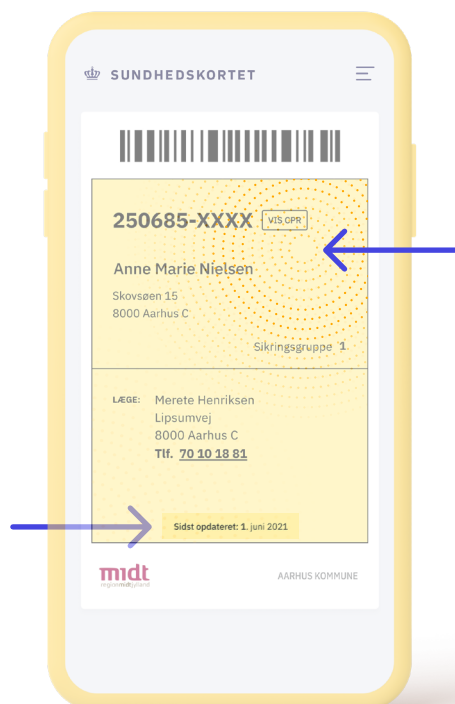 SUNDHEDSKORTET
250685-XXXX VIS CPR
Anne Marie Nielsen
Skovsøen 15
8000 Aarhus C
Sikringsgruppe 1
LÆGE: Merete Henriksen
Lipsumvej
8000 Aarhus C
Tlf. 70 10 18 81
Sidst opdateret: 1. juni 2021
midt
regionmidtjylland
AARHUS KOMMUNE